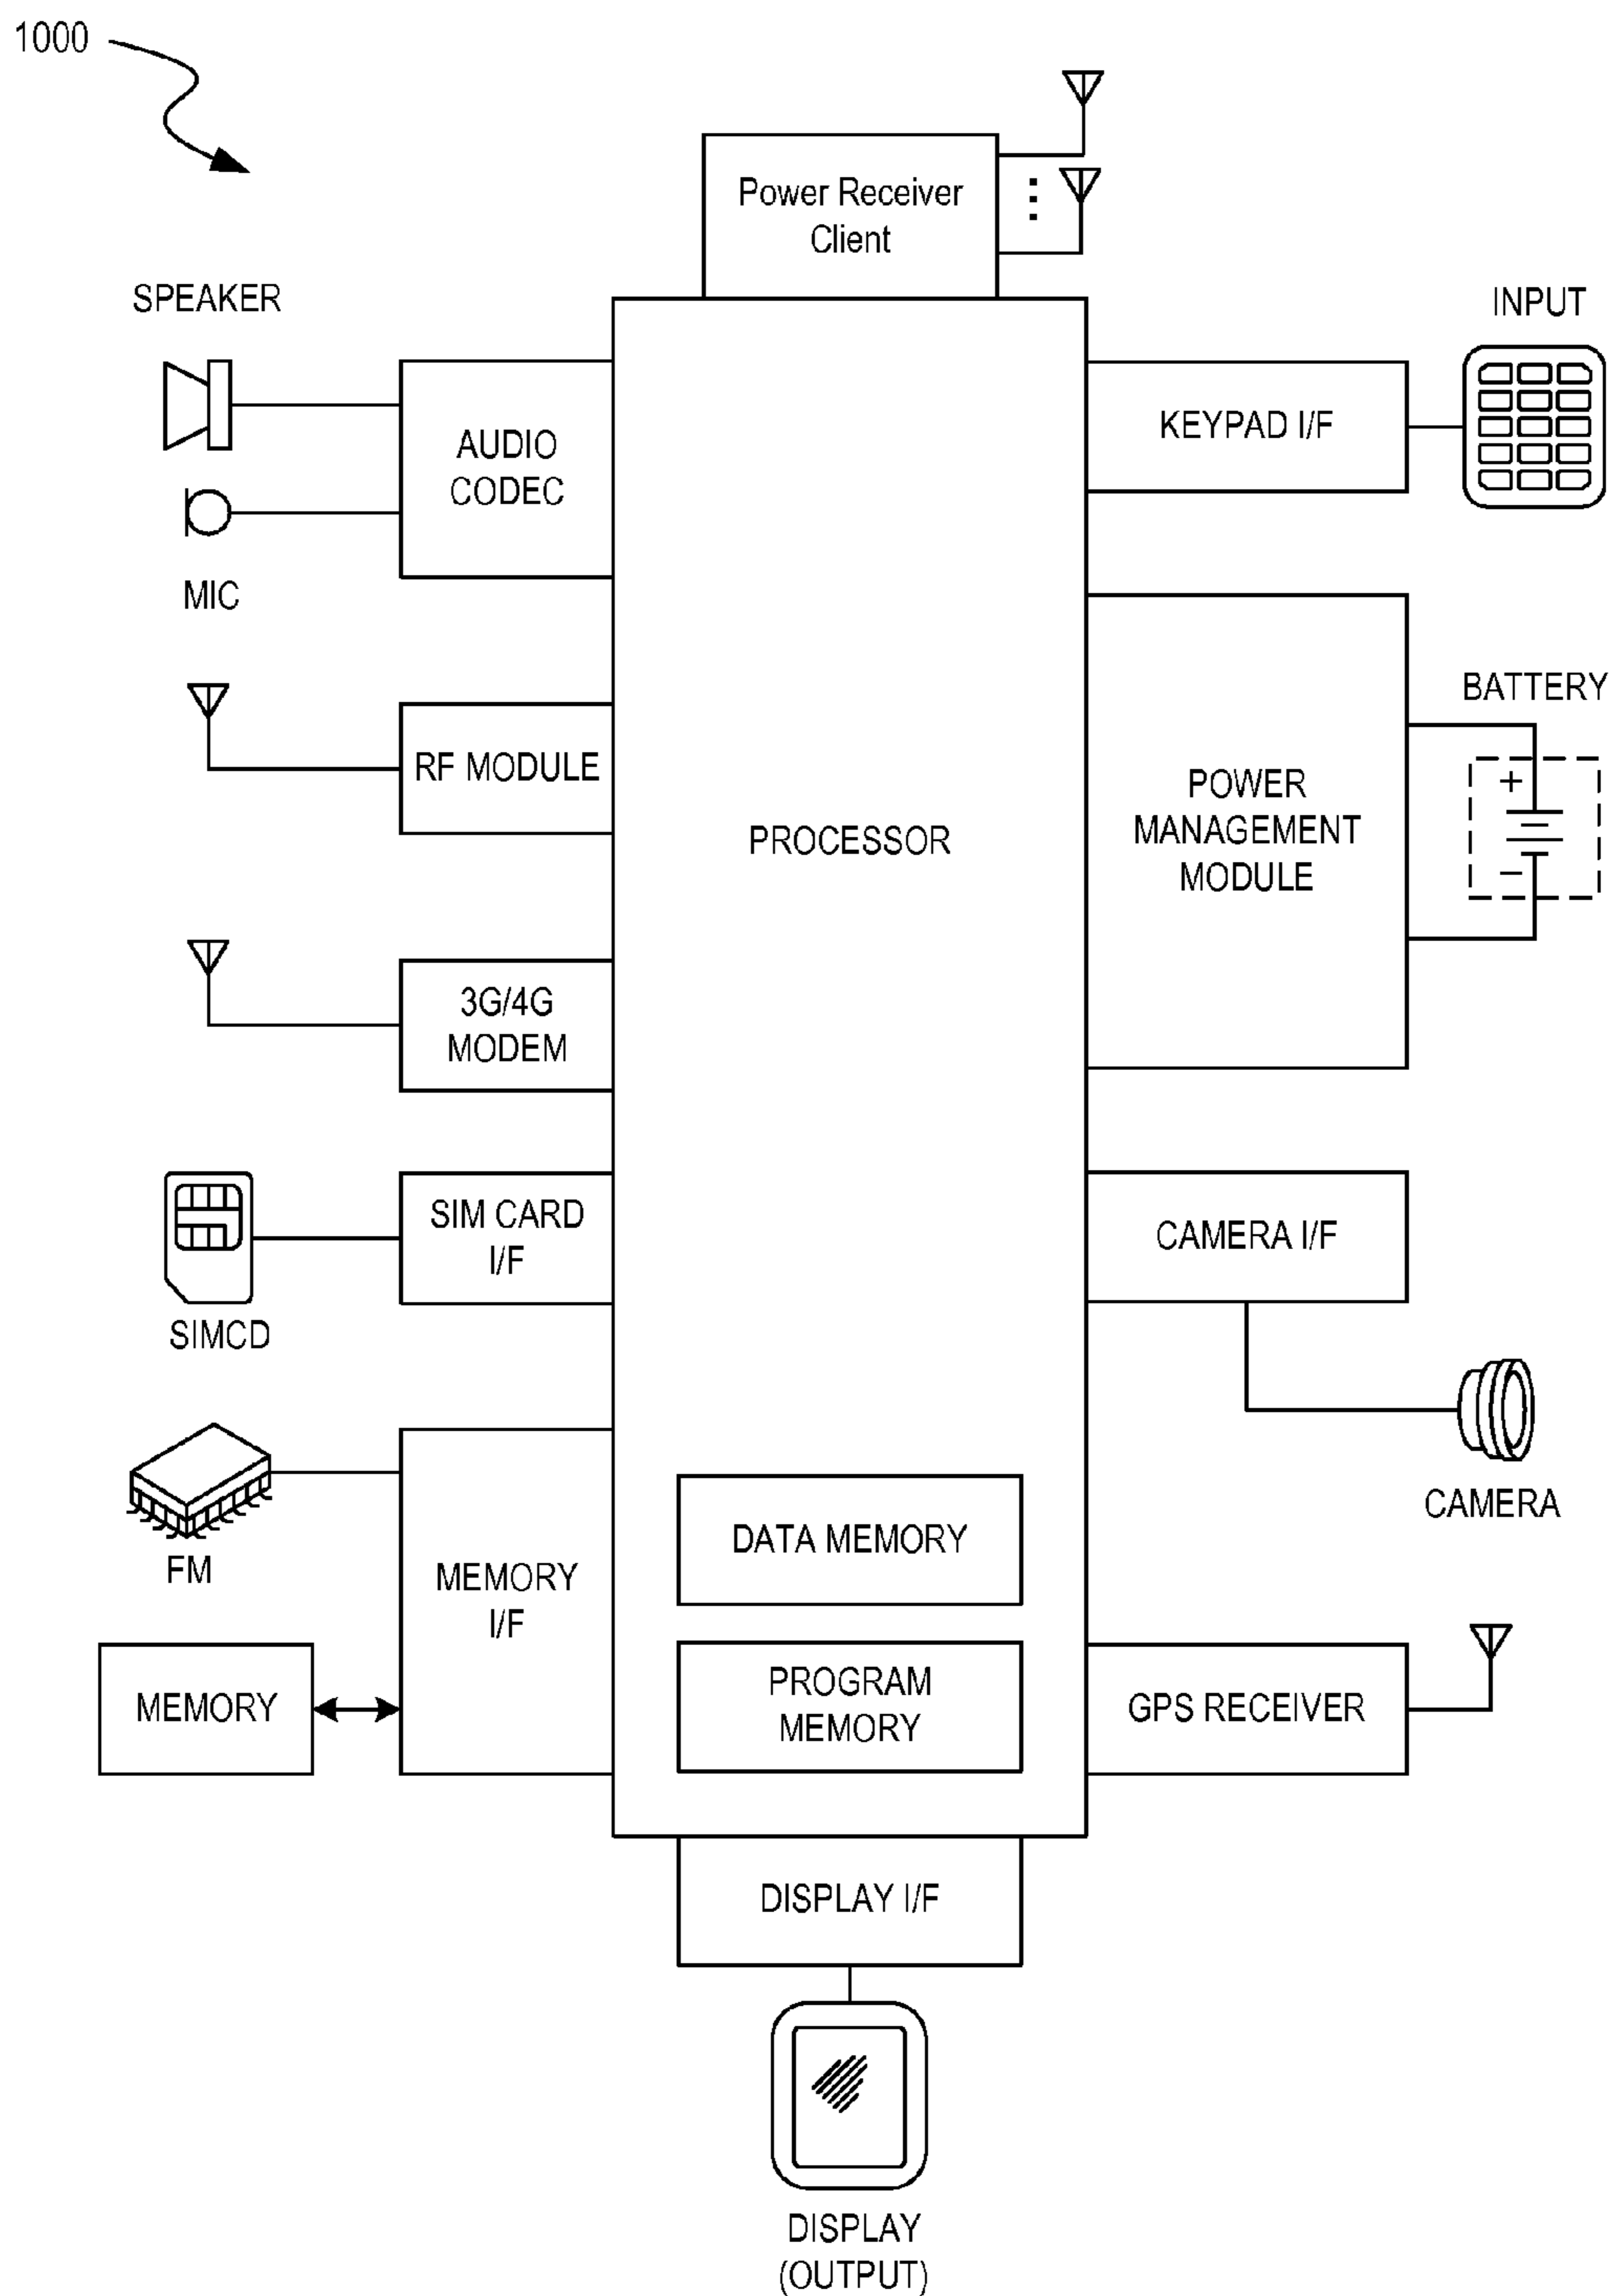 1000
Power Receiver
Client
SPEAKER
INPUT
AUDIO
CODEC
KEYPAD I/F
MIC
BATTERY
RF MODULE
+
POWER
MANAGEMENT
MODULE
−
PROCESSOR
3G/4G
MODEM
SIM CARD
I/F
CAMERA I/F
SIMCD
CAMERA
DATA MEMORY
FM
MEMORY
I/F
MEMORY
PROGRAM
MEMORY
GPS RECEIVER
DISPLAY I/F
DISPLAY
(OUTPUT)